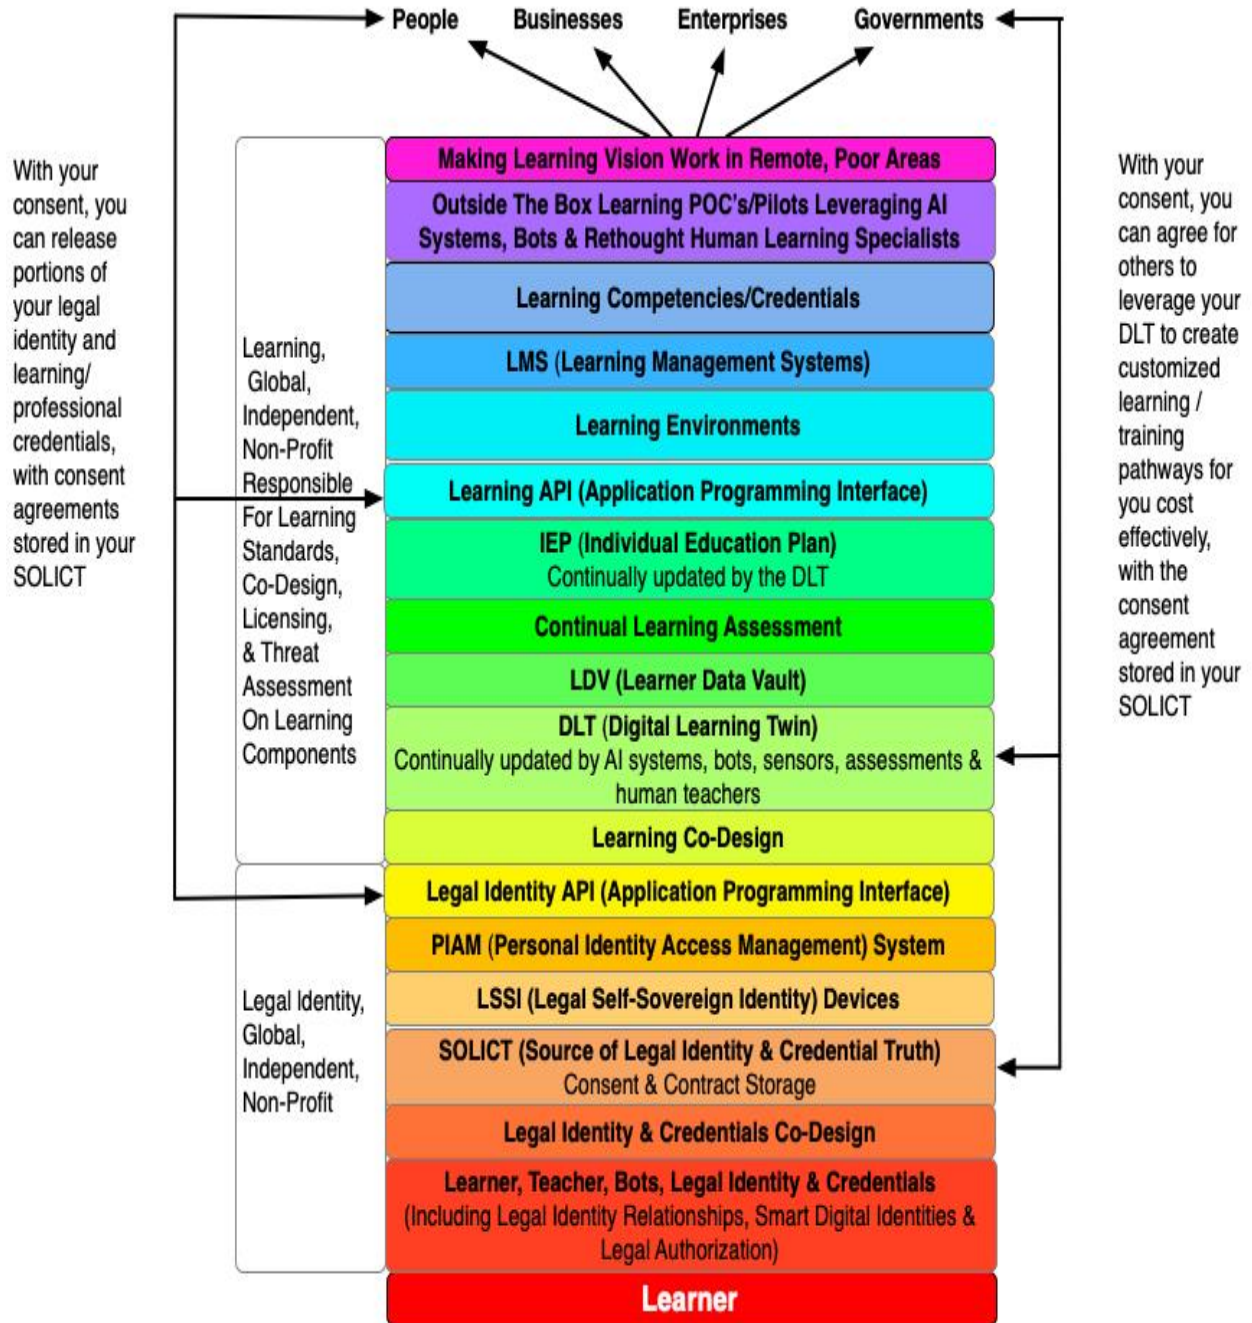 People Businesses Enterprises Governments
With your
consent, you
can release
portions of
your legal
identity and
learning/
professional
credentials,
with consent
agreements
stored in your
SOLICT
Learning,
Global,
Independent,
Non-Profit
Responsible
For Learning
Standards,
Co-Design,
Licensing,
& Threat
Assessment
On Learning
Components
Legal Identity,
Global,
Independent,
Non-Profit
Making Learning Vision Work in Remote, Poor Areas
Outside The Box Learning POC's/Pilots Leveraging AI
Systems, Bots & Rethought Human Learning Specialists
Learning Competencies/Credentials
LMS (Learning Management Systems)
Learning Environments
Learning API (Application Programming Interface)
IEP (Individual Education Plan)
Continually updated by the DLT
Continual Learning Assessment
LDV (Learner Data Vault)
DLT (Digital Learning Twin)
Continually updated by AI systems, bots, sensors, assessments &
human teachers
Learning Co-Design
Legal Identity API (Application Programming Interface)
PIAM (Personal Identity Access Management) System
LSSI (Legal Self-Sovereign Identity) Devices
SOLICT (Source of Legal Identity & Credential Truth)
Consent & Contract Storage
Legal Identity & Credentials Co-Design
Learner, Teacher, Bots, Legal Identity & Credentials
(Including Legal Identity Relationships, Smart Digital Identities &
Legal Authorization)
Learner
With your
consent, you
can agree for
others to
leverage your
DLT to create
customized
learning /
training
pathways for
you cost
effectively,
with the
consent
agreement
stored in your
SOLICT